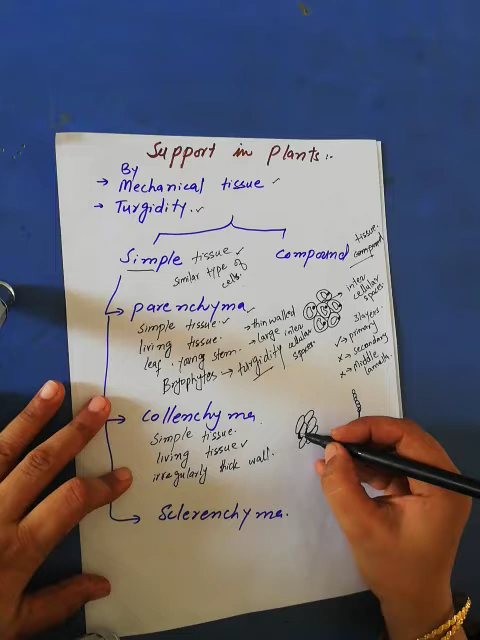 Support in Plants:-
By
→ Mechanical tissue ✓
→ Turgidity. ✓
Simple tissue ✓
similar type of
cells.
compound tissue
compound
→ parenchyma
simple tissue. ✓
living tissue.
leaf, young stem.
Bryophytes → turgidity
→ thin walled
→ large inter
cellular
spaces
→ inter
cellular
spaces
3 layers.
✓ → primary
x → secondary
x → middle
lamella.
→ Collenchyma.
simple tissue.
living tissue ✓
irregularly thick wall.
→ Sclerenchyma.